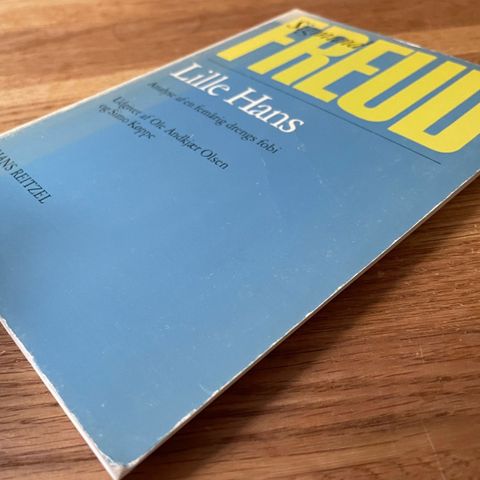 Sigmund
FREUD
Lille Hans
Analyse af en femårig drengs fobi
Udgivet af Ole Andkjær Olsen
og Simo Køppe
HANS REITZEL